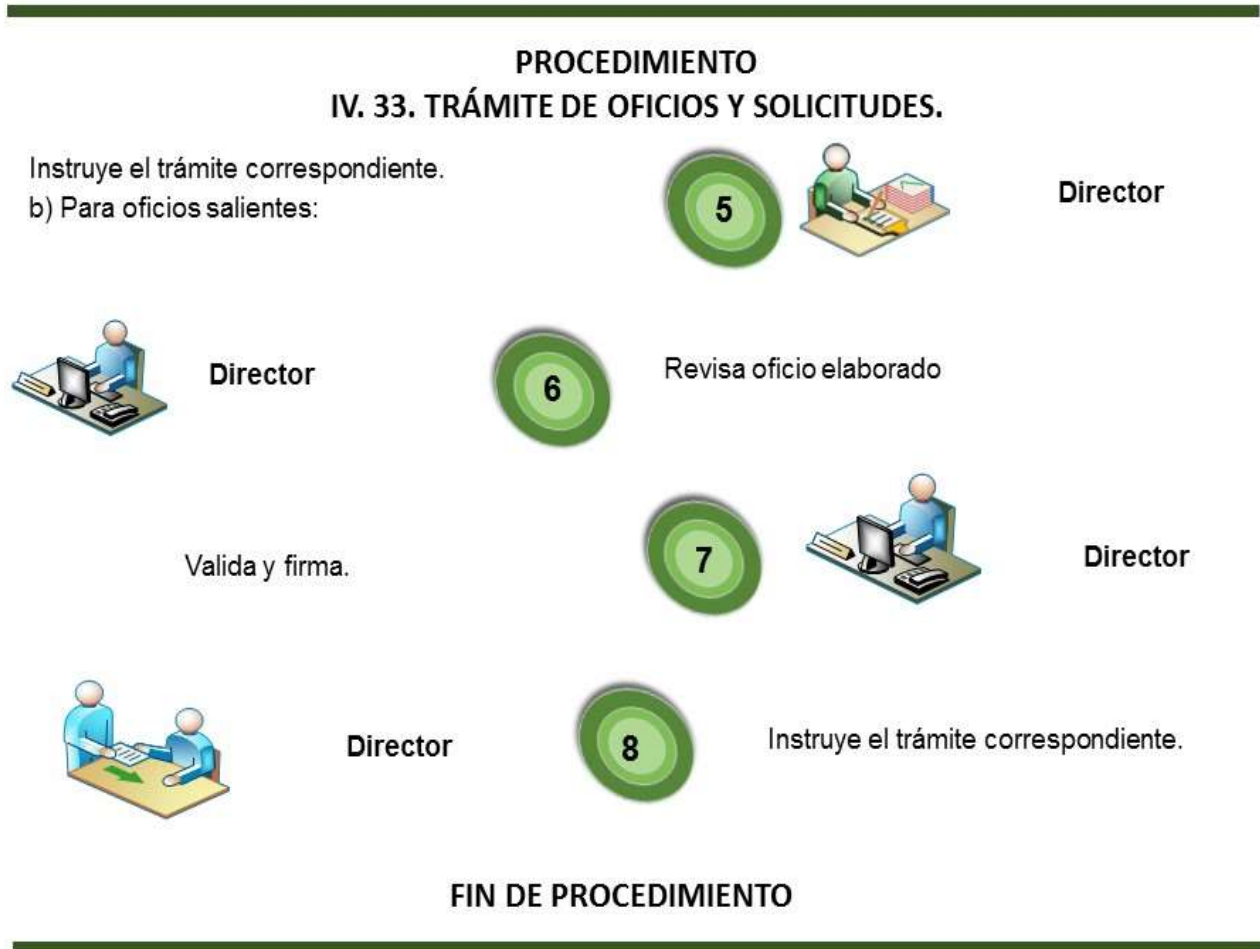 PROCEDIMIENTO
IV. 33. TRÁMITE DE OFICIOS Y SOLICITUDES.
Instruye el trámite correspondiente.
b) Para oficios salientes:
5
Director
Director
6
Revisa oficio elaborado
Valida y firma.
7
Director
Director
8
Instruye el trámite correspondiente.
FIN DE PROCEDIMIENTO